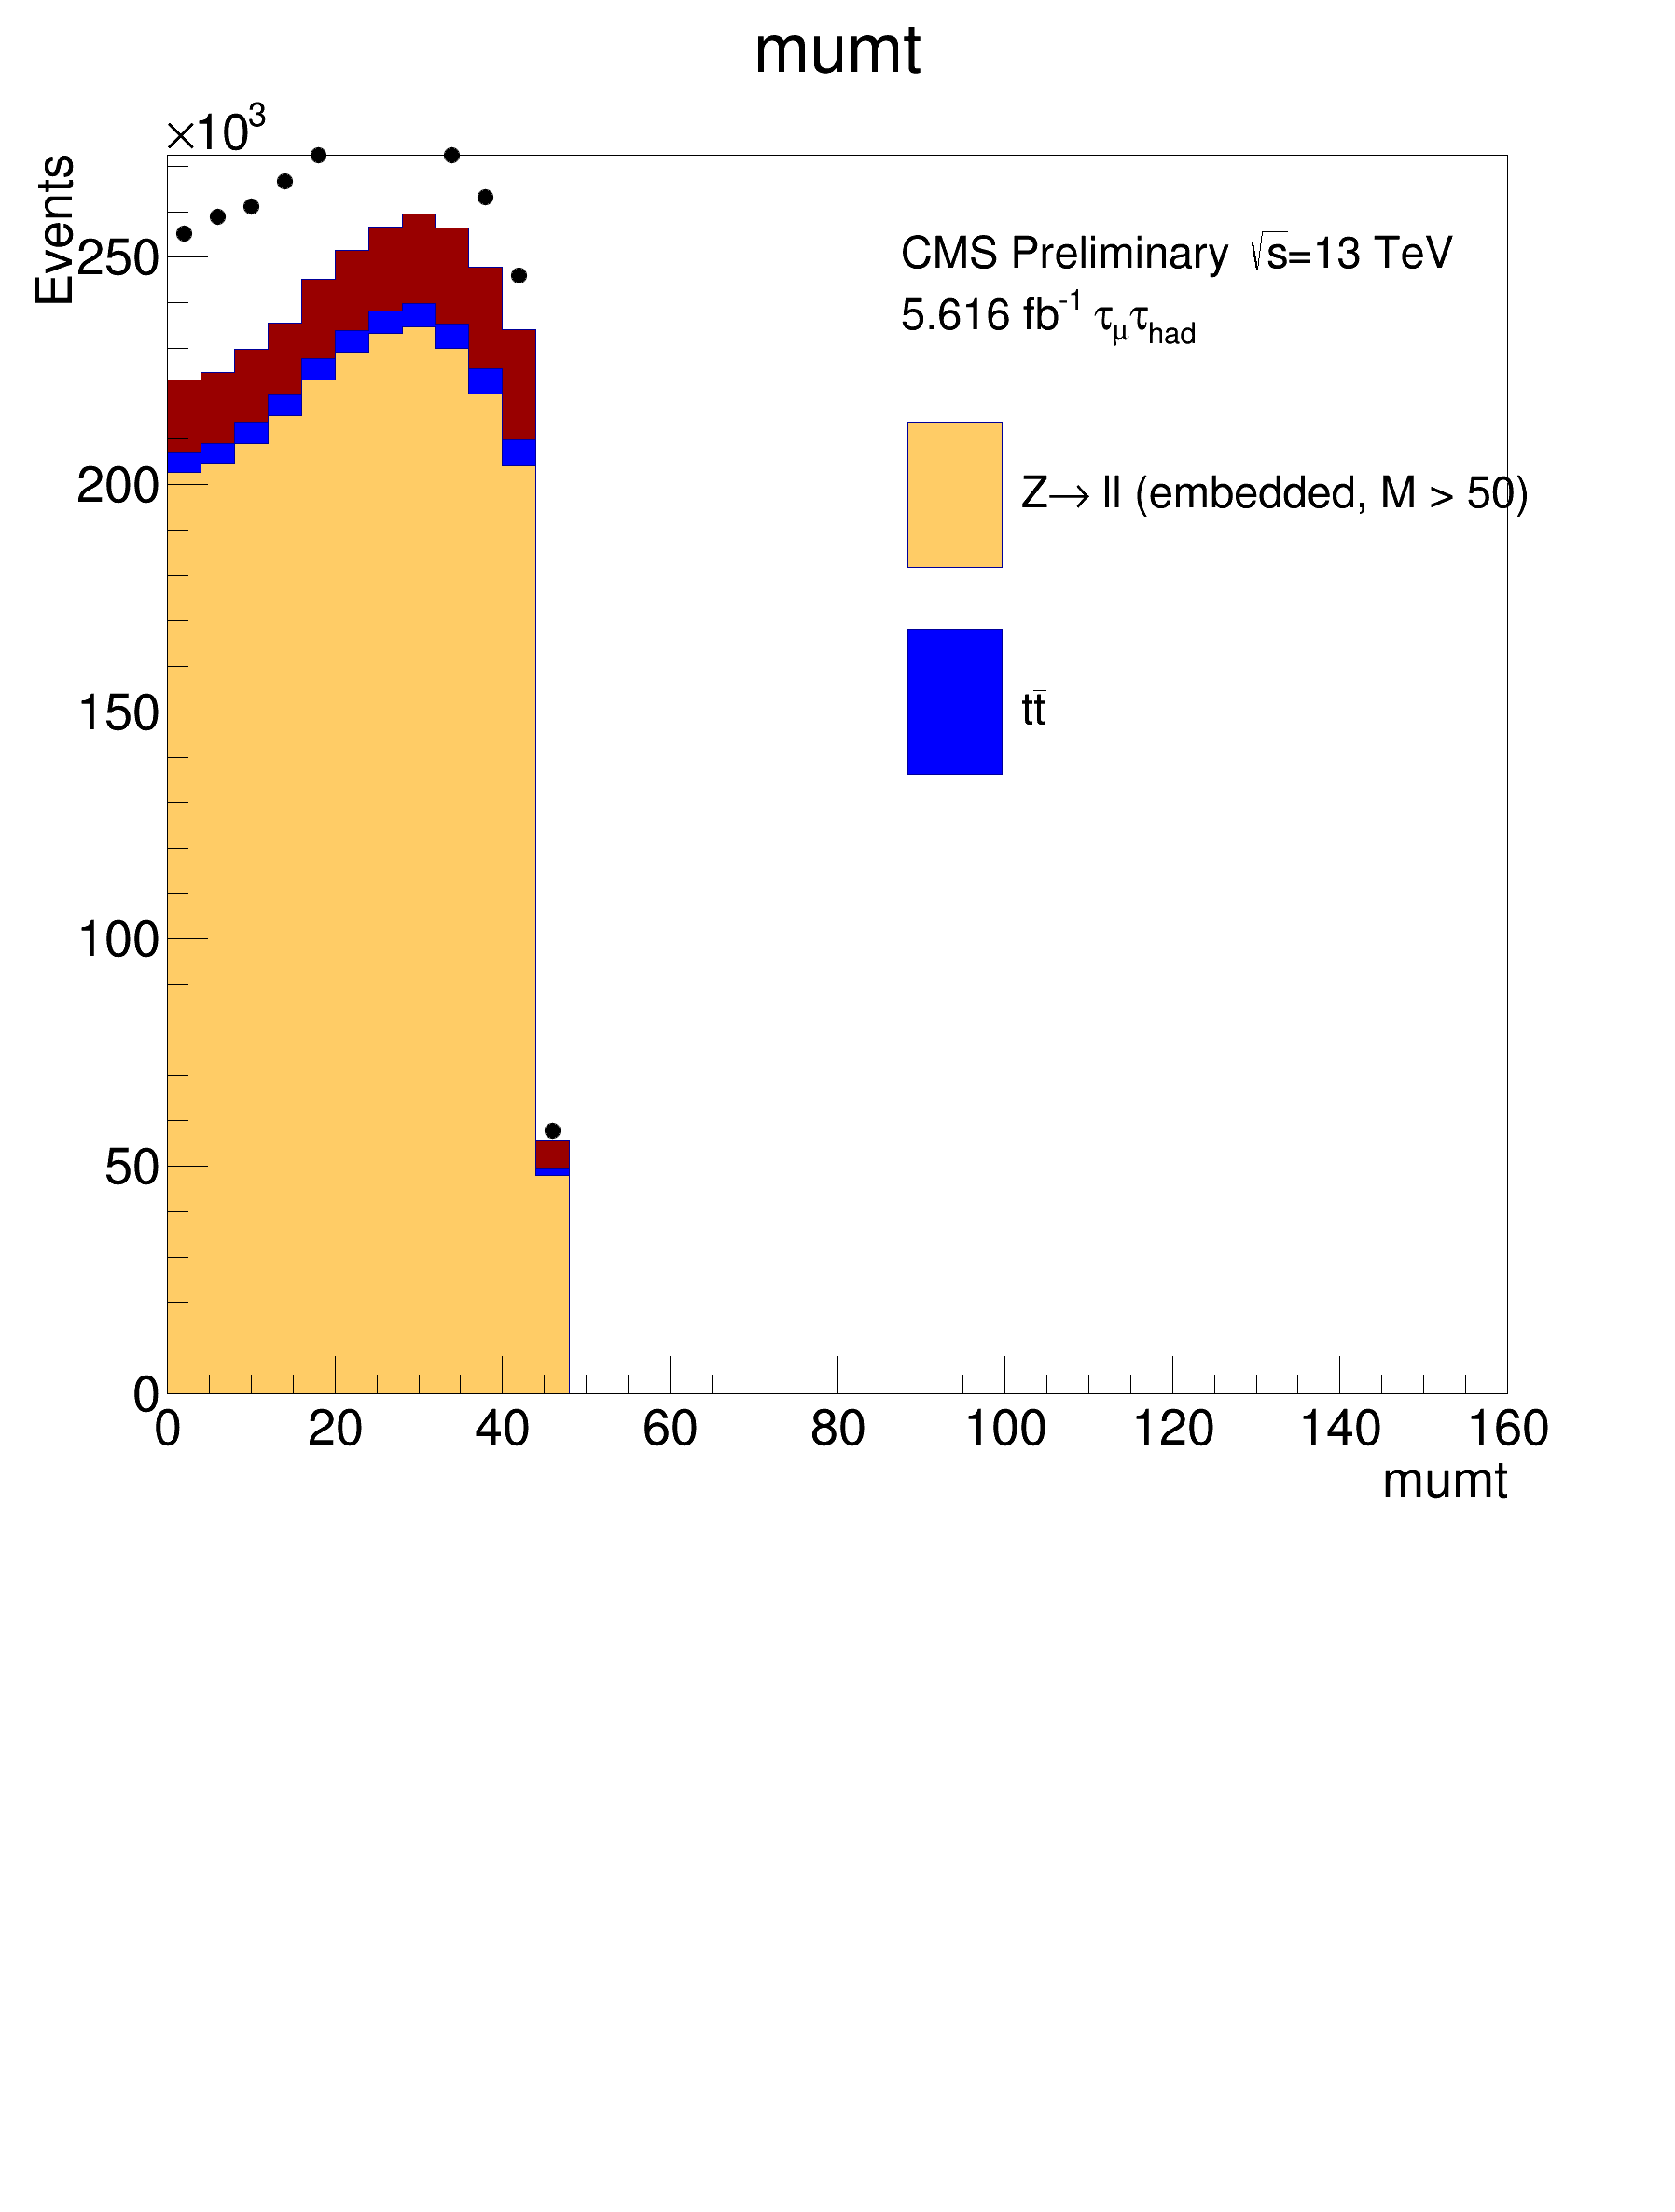 mumt
×10³
Events
250
200
150
100
50
0
0 20 40 60 80 100 120 140 160
mumt
CMS Preliminary √s=13 TeV
5.616 fb⁻¹ τ_μτ_had
Z→ ll (embedded, M > 50)
tt̄